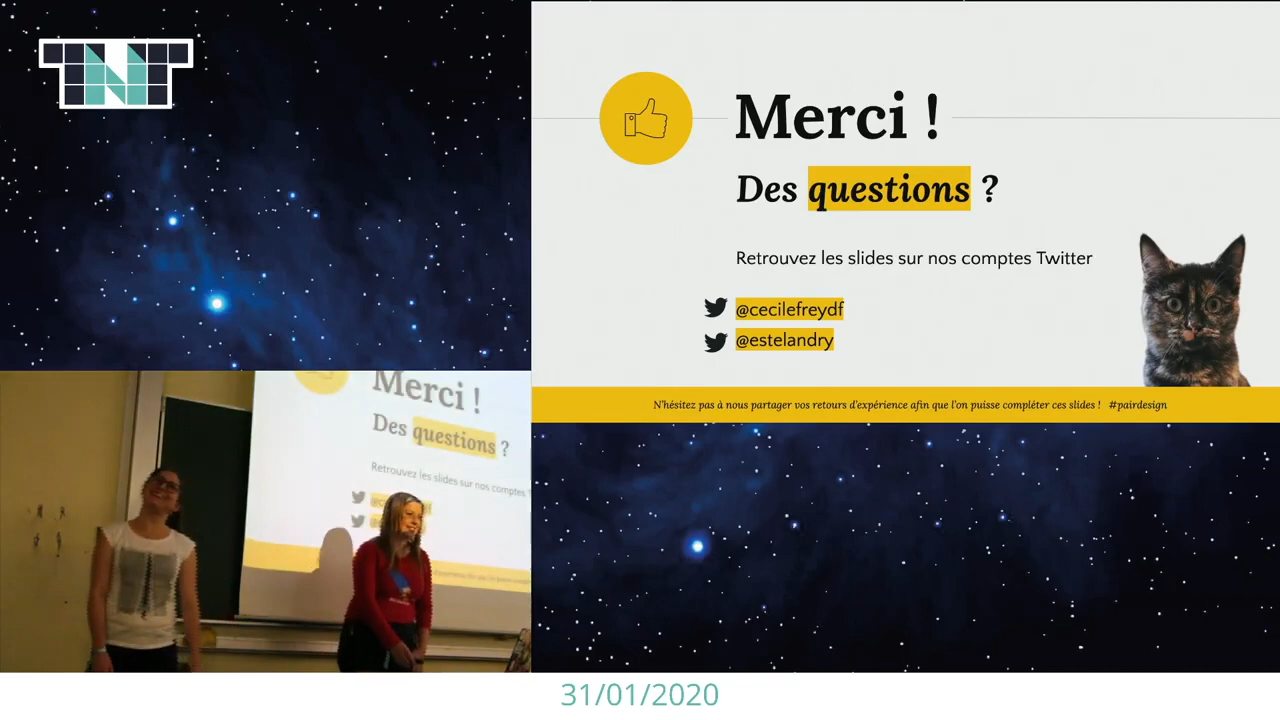 TNT
Merci !
Des questions ?
Retrouvez les slides sur nos comptes Twitter
@cecilefreydf
@estelandry
N'hésitez pas à nous partager vos retours d'expérience afin que l'on puisse compléter ces slides ! #pairdesign
Merci !
Des questions ?
Retrouvez les slides sur nos comptes
31/01/2020